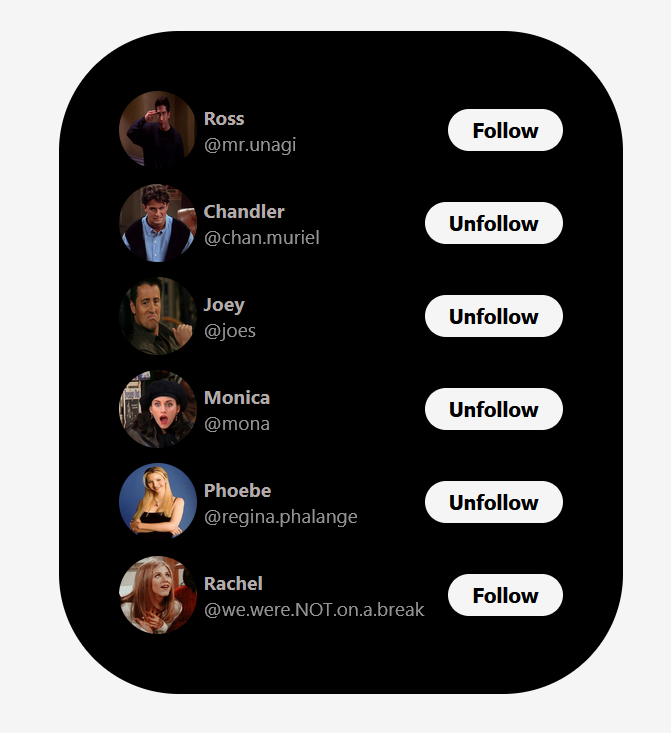 Ross
@mr.unagi
Follow
Chandler
@chan.muriel
Unfollow
Joey
@joes
Unfollow
Monica
@mona
Unfollow
Phoebe
@regina.phalange
Unfollow
Rachel
@we.were.NOT.on.a.break
Follow